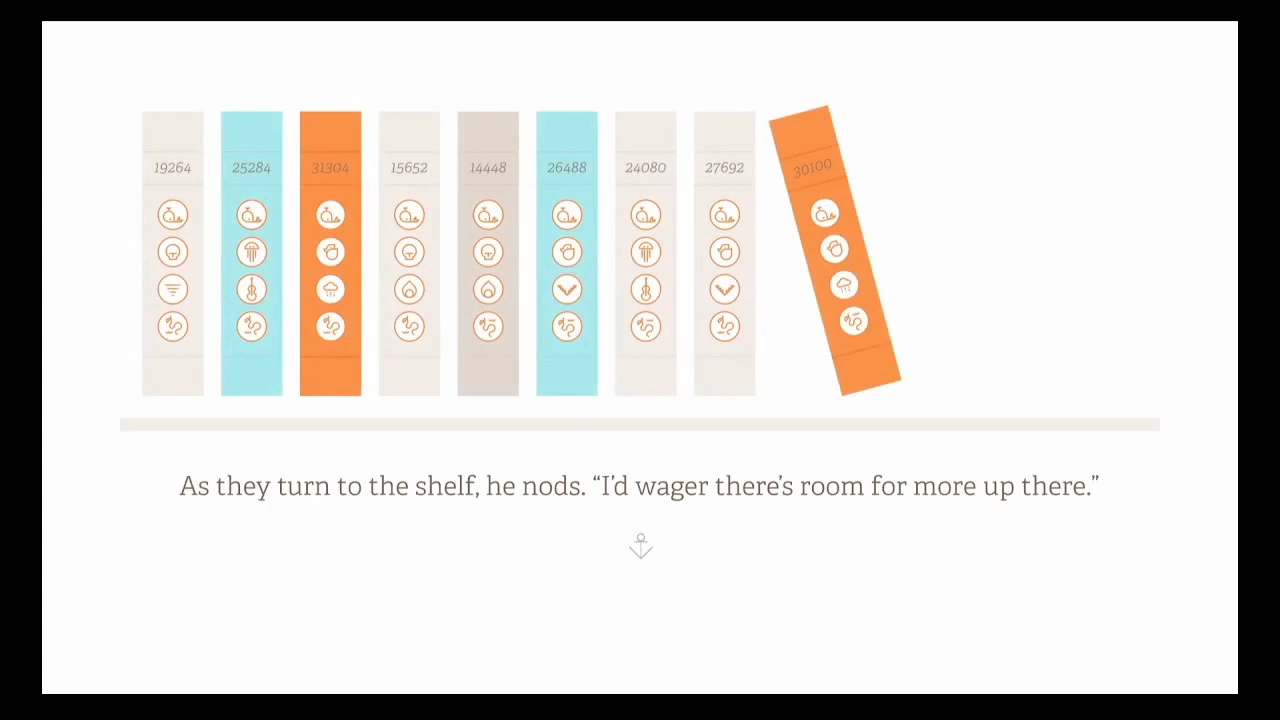 19264 25284 31304 15652 14448 26488 24080 27692 30100
As they turn to the shelf, he nods. “I’d wager there’s room for more up there.”